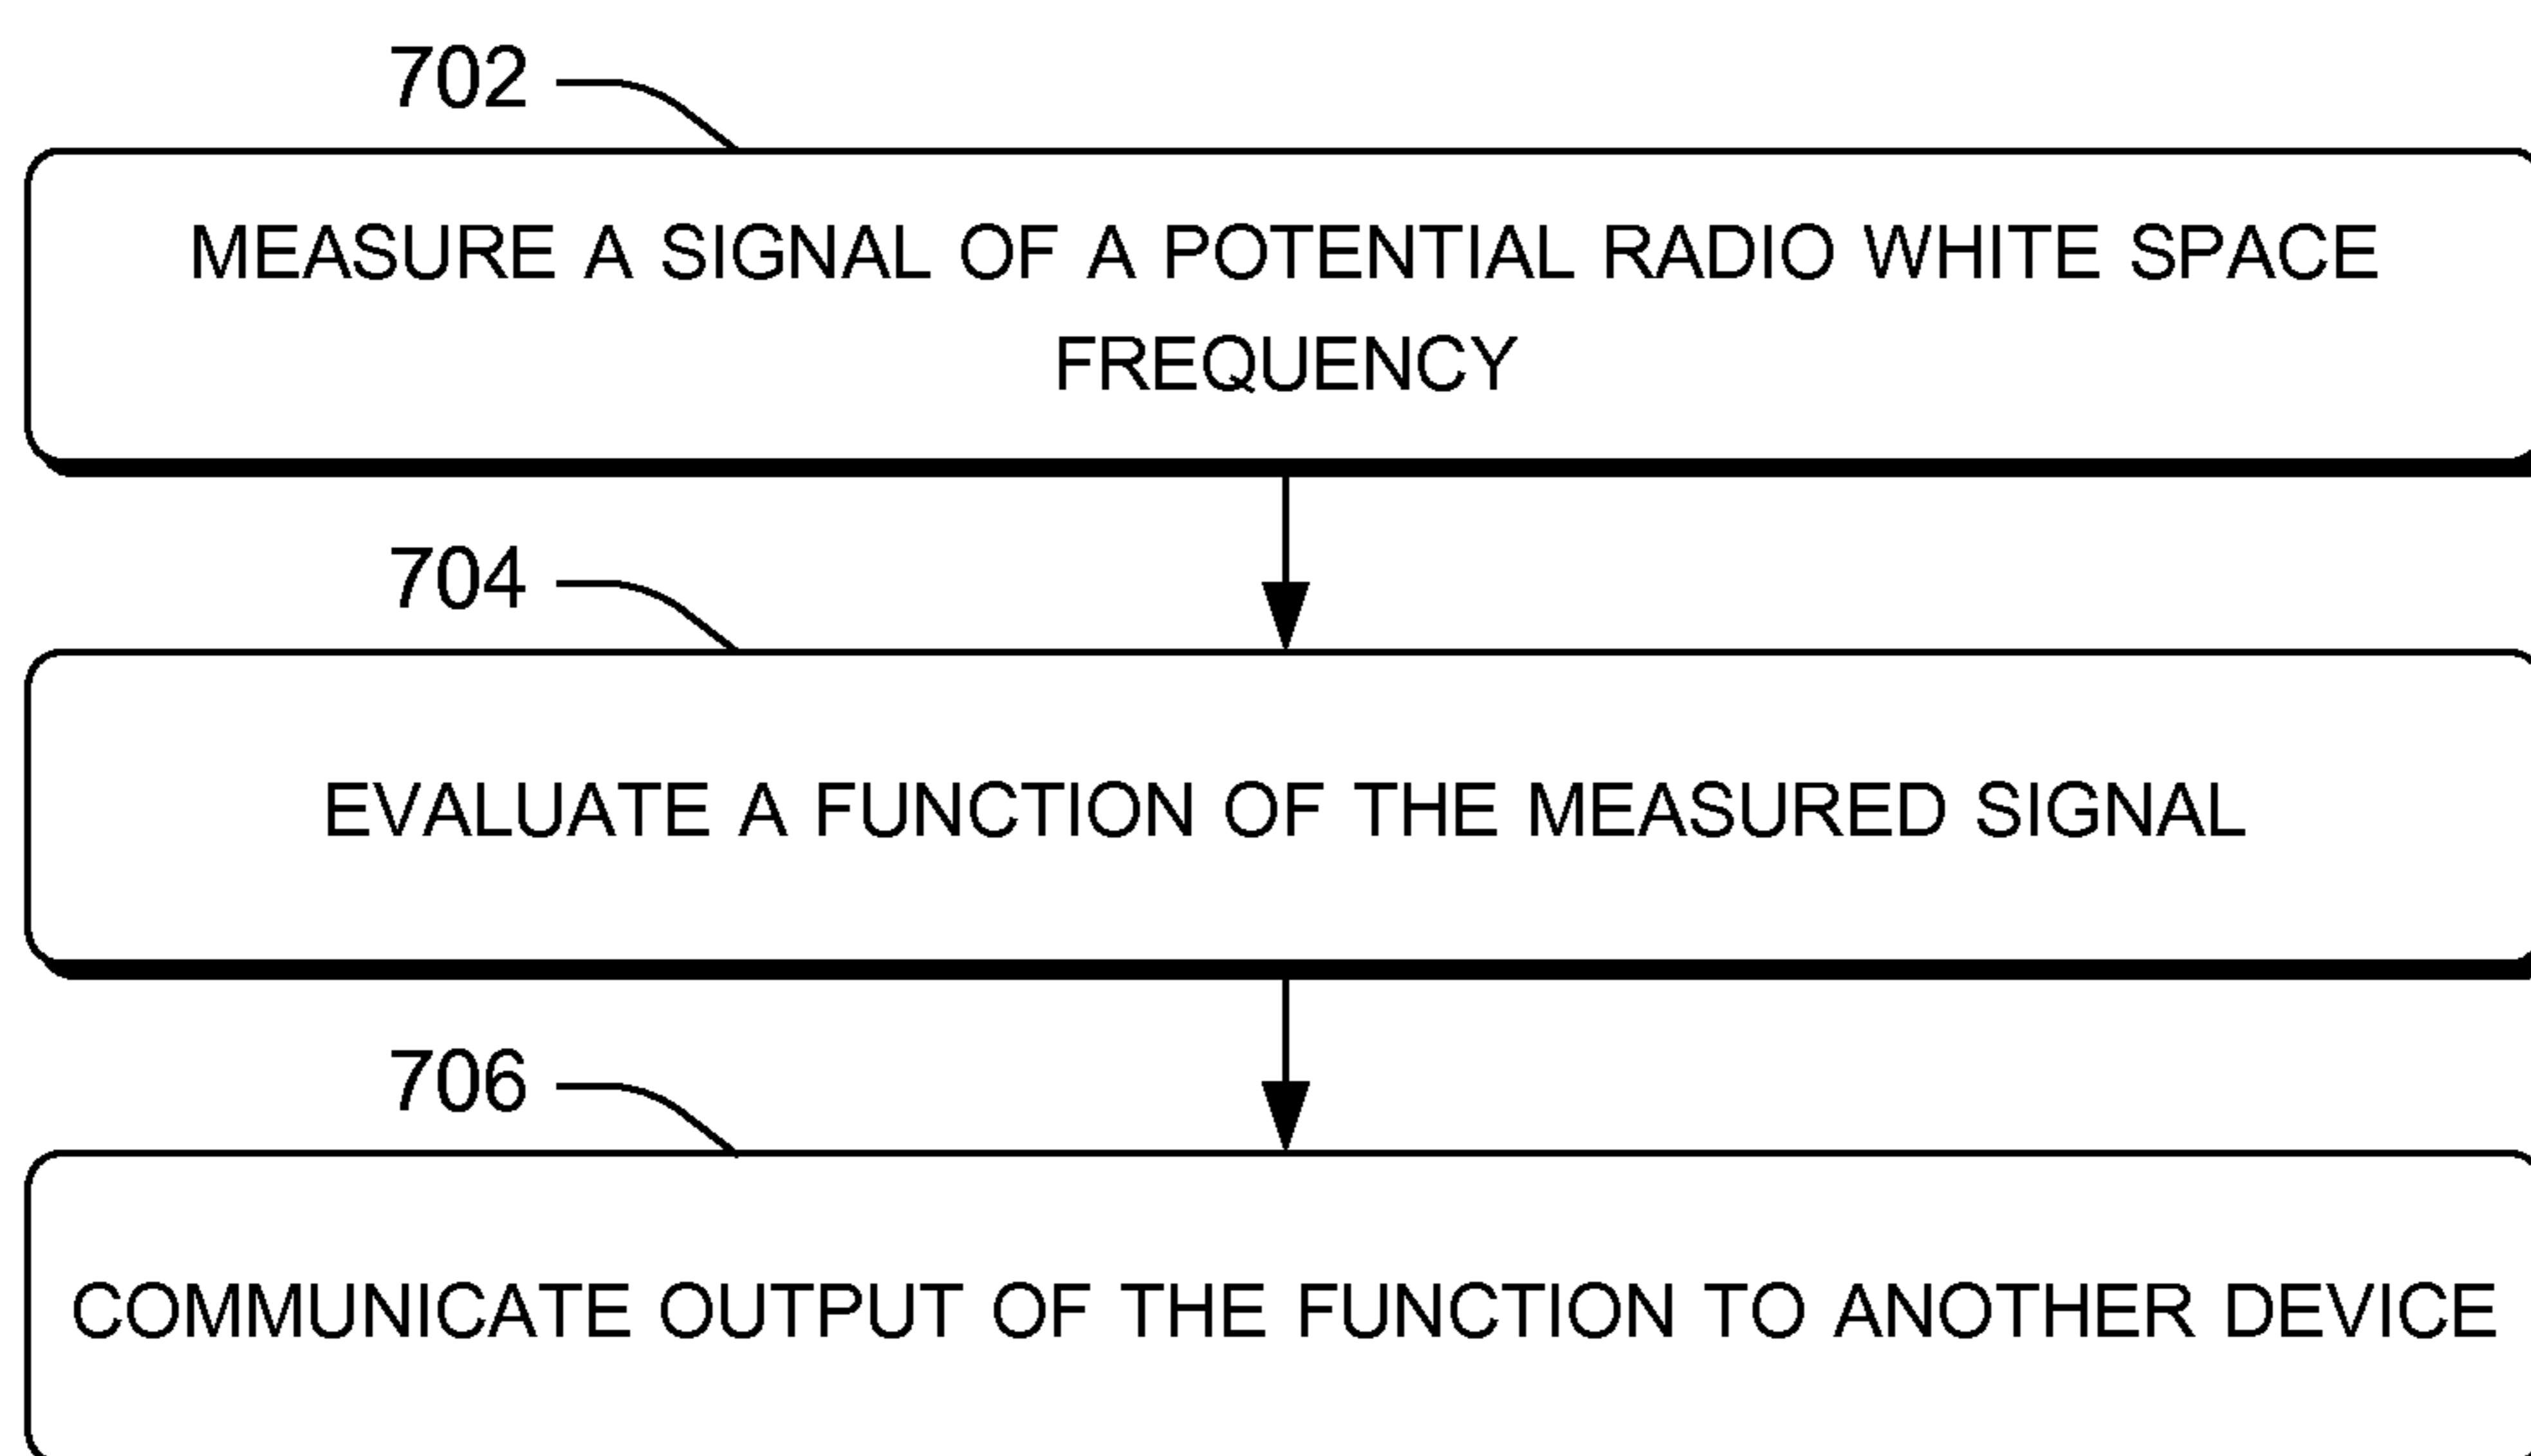 702
MEASURE A SIGNAL OF A POTENTIAL RADIO WHITE SPACE
FREQUENCY
704
EVALUATE A FUNCTION OF THE MEASURED SIGNAL
706
COMMUNICATE OUTPUT OF THE FUNCTION TO ANOTHER DEVICE